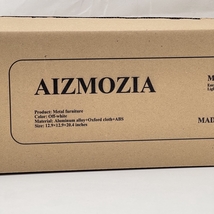 AIZMOZIA
Product: Metal furniture
Color: Off-white
Material: Aluminum alloy+Oxford cloth+ABS
Size: 12.9×12.9×20.4 inches
M
Ligh
MAD